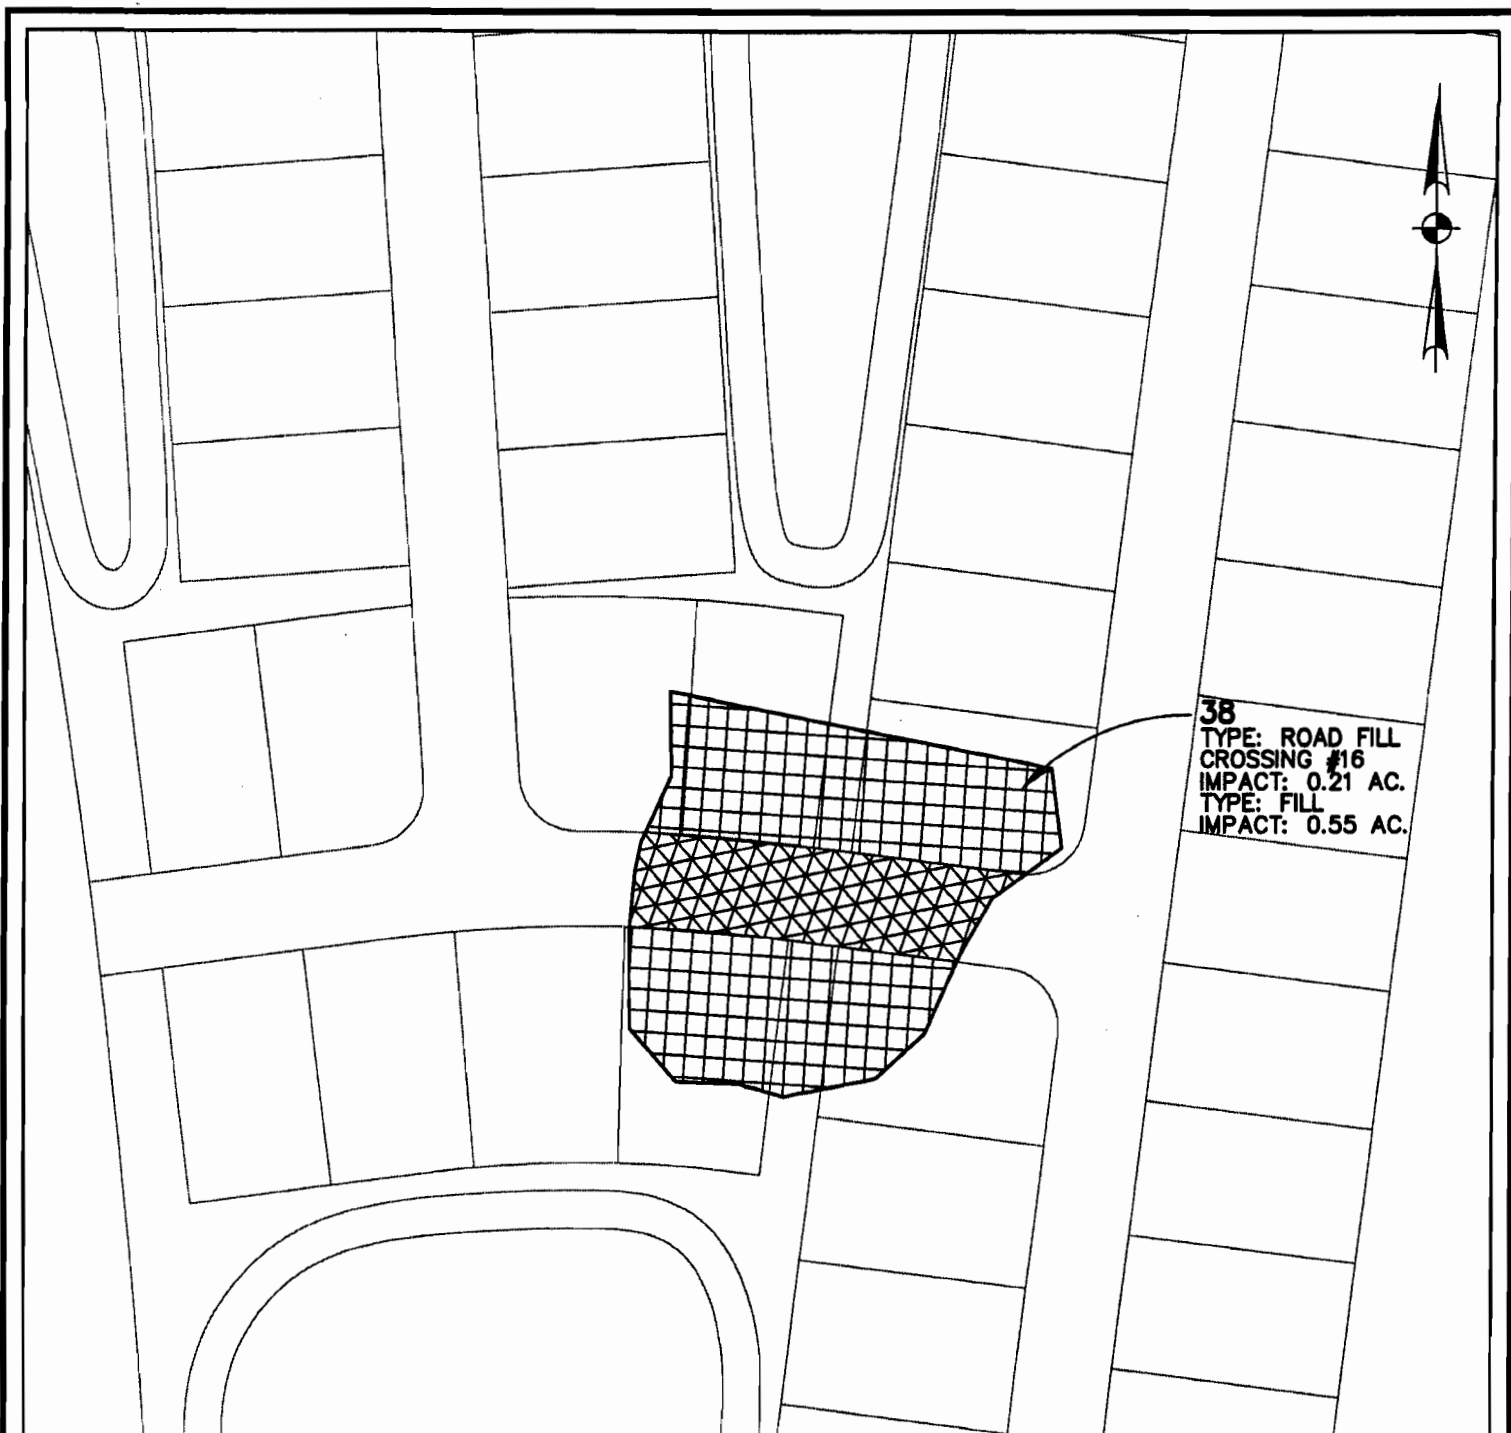 38
TYPE: ROAD FILL
CROSSING #16
IMPACT: 0.21 AC.
TYPE: FILL
IMPACT: 0.55 AC.